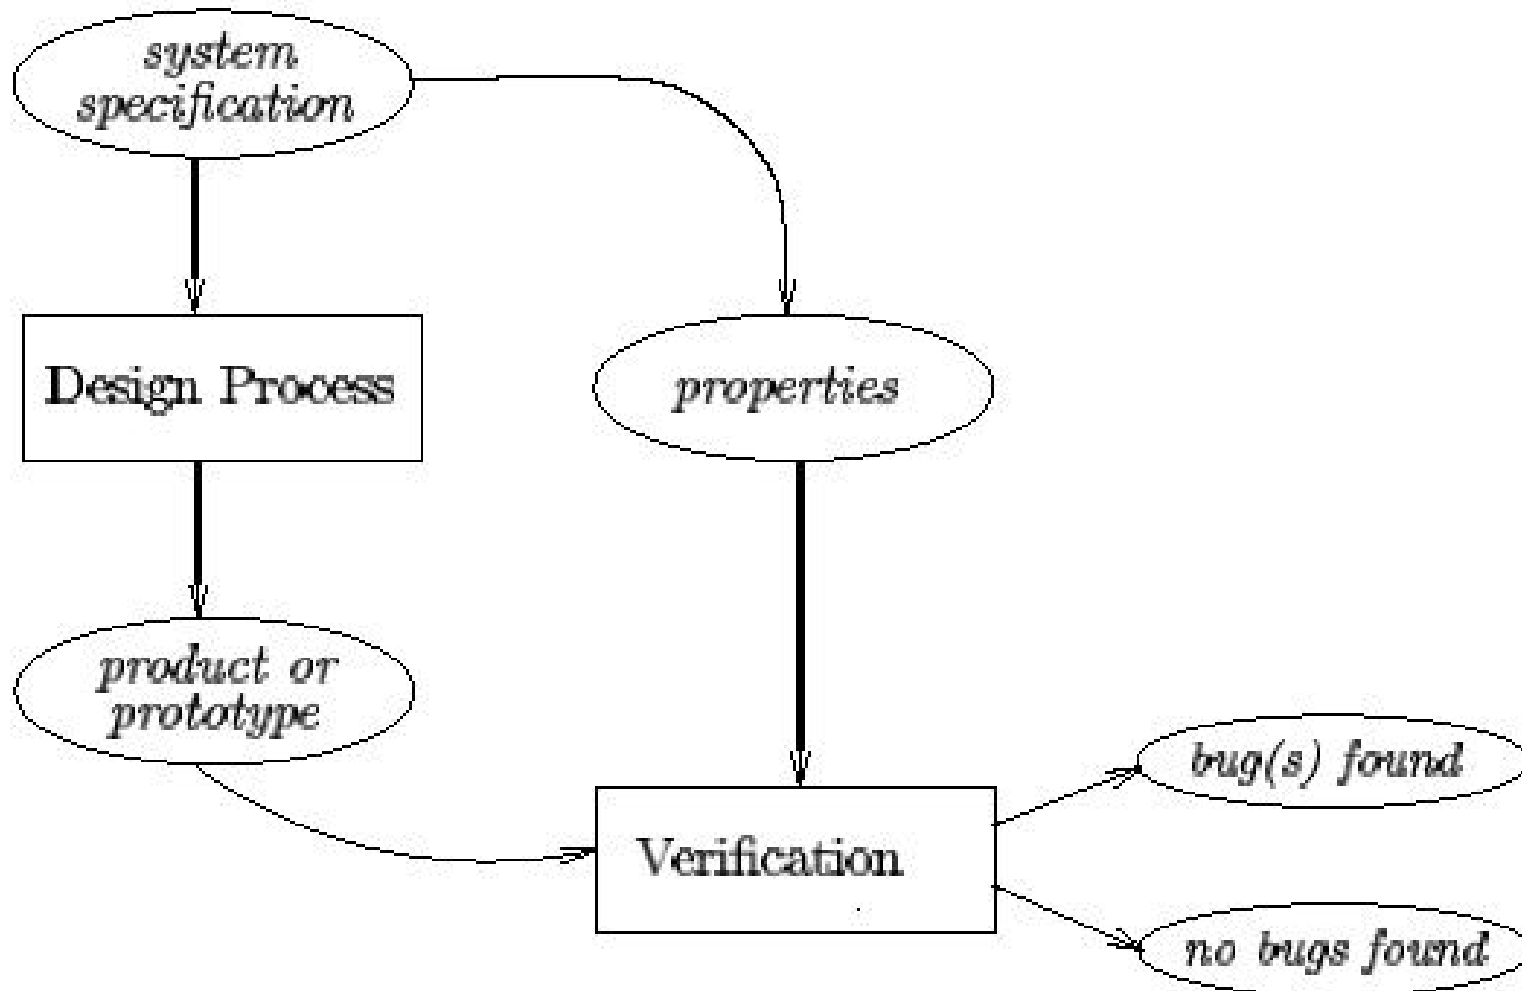 system
specification
Design Process
properties
product or
prototype
bug(s) found
Verification
no bugs found